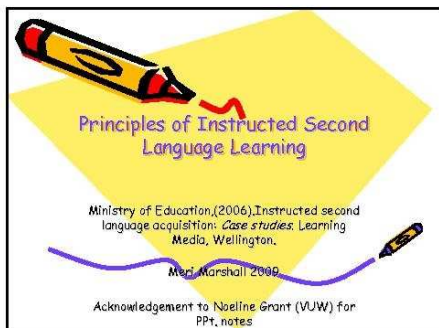 Principles of Instructed Second
Language Learning
Ministry of Education,(2006),Instructed second
language acquisition: Case studies. Learning
Media, Wellington.
Meri Marshall 2009
Acknowledgement to Noeline Grant (VUW) for
PPt. notes